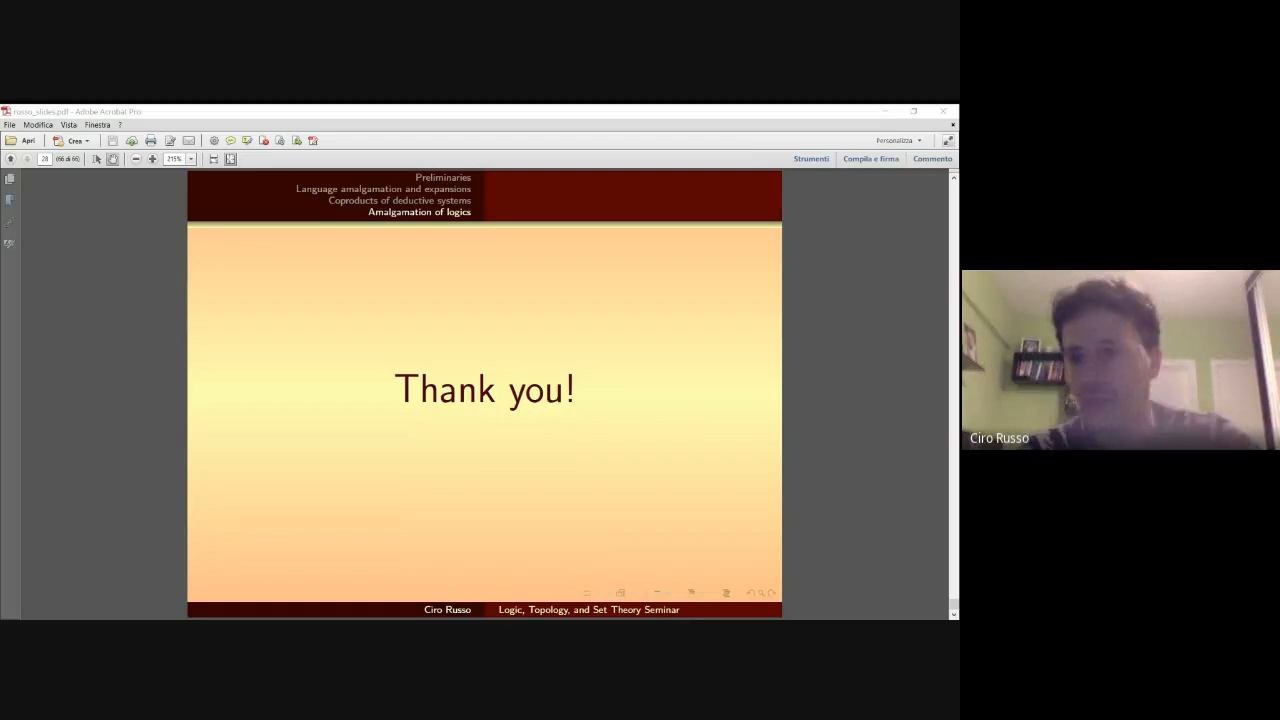 rosso_slides.pdf - Adobe Acrobat Pro
File Modifica Vista Finestra ?
Apri Crea Personalizza
28 (66 di 66) 215% Strumenti Compila e firma Commento
Preliminaries
Language amalgamation and expansions
Coproducts of deductive systems
Amalgamation of logics
Thank you!
Ciro Russo
Ciro Russo Logic, Topology, and Set Theory Seminar